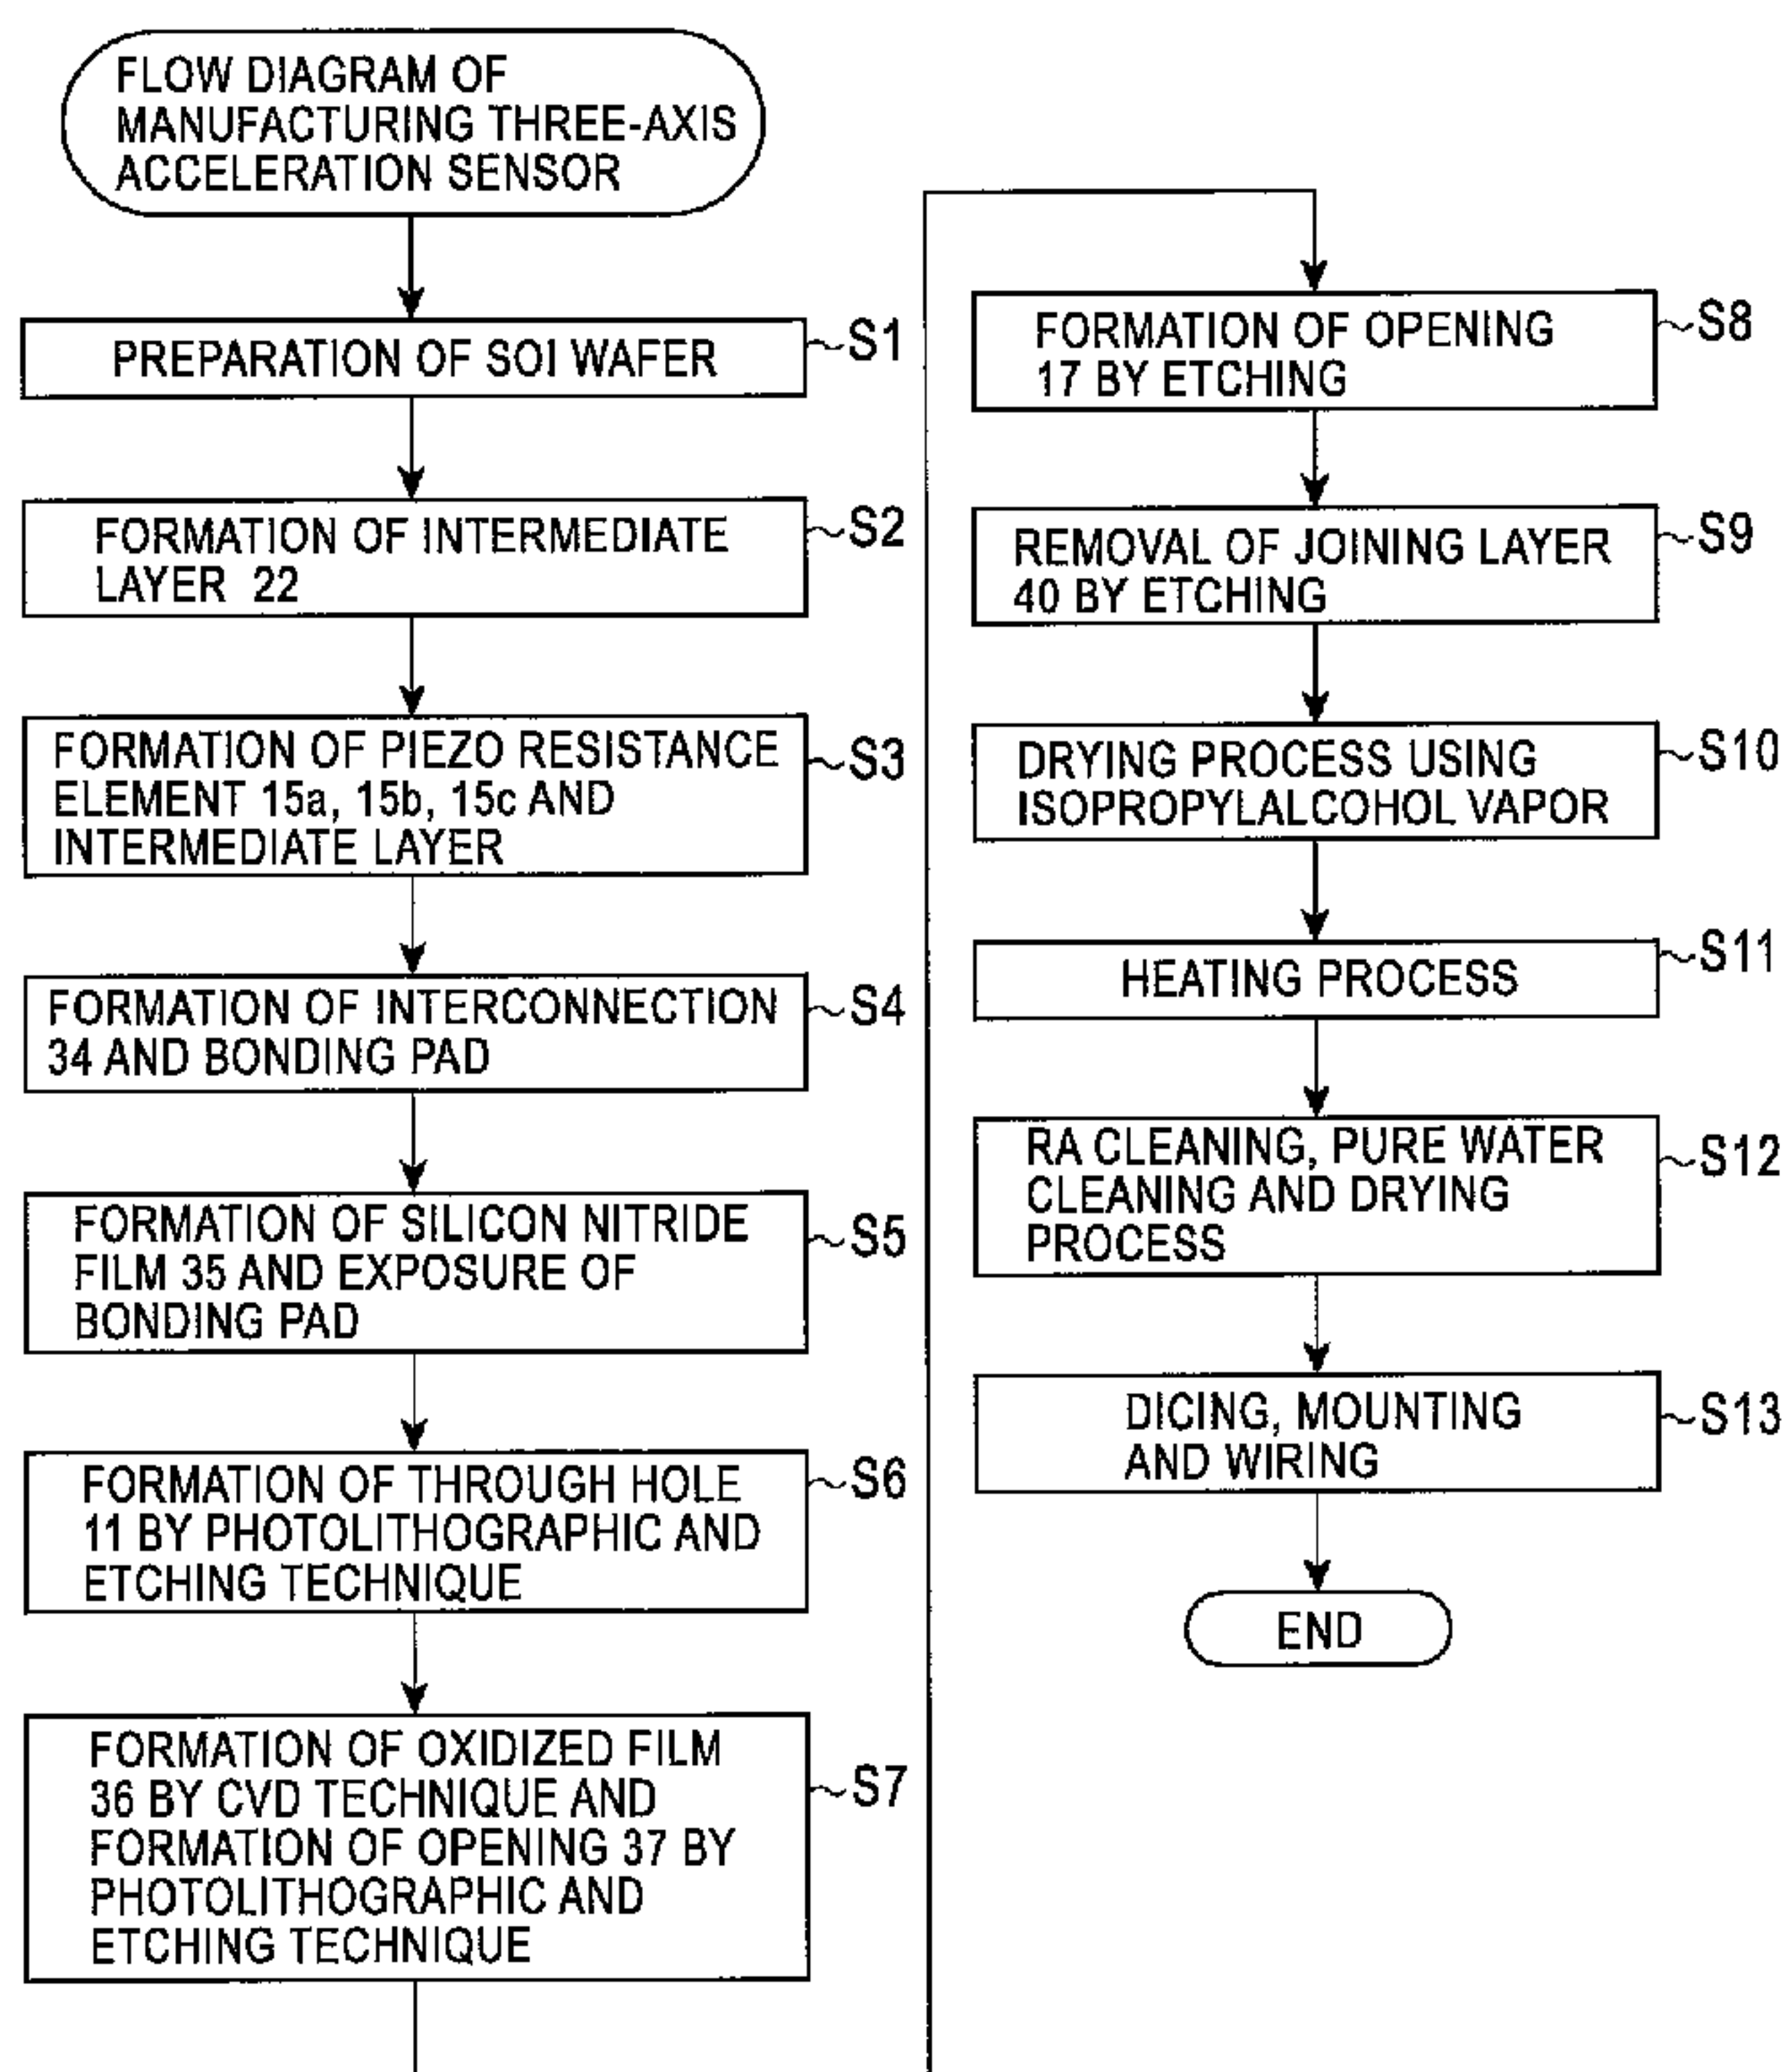 FLOW DIAGRAM OF
MANUFACTURING THREE-AXIS
ACCELERATION SENSOR
PREPARATION OF SOI WAFER
S1
FORMATION OF INTERMEDIATE
LAYER 22
S2
FORMATION OF PIEZO RESISTANCE
ELEMENT 15a, 15b, 15c AND
INTERMEDIATE LAYER
S3
FORMATION OF INTERCONNECTION
34 AND BONDING PAD
S4
FORMATION OF SILICON NITRIDE
FILM 35 AND EXPOSURE OF
BONDING PAD
S5
FORMATION OF THROUGH HOLE
11 BY PHOTOLITHOGRAPHIC AND
ETCHING TECHNIQUE
S6
FORMATION OF OXIDIZED FILM
36 BY CVD TECHNIQUE AND
FORMATION OF OPENING 37 BY
PHOTOLITHOGRAPHIC AND
ETCHING TECHNIQUE
S7
FORMATION OF OPENING
17 BY ETCHING
S8
REMOVAL OF JOINING LAYER
40 BY ETCHING
S9
DRYING PROCESS USING
ISOPROPYLALCOHOL VAPOR
S10
HEATING PROCESS
S11
RA CLEANING, PURE WATER
CLEANING AND DRYING
PROCESS
S12
DICING, MOUNTING
AND WIRING
S13
END